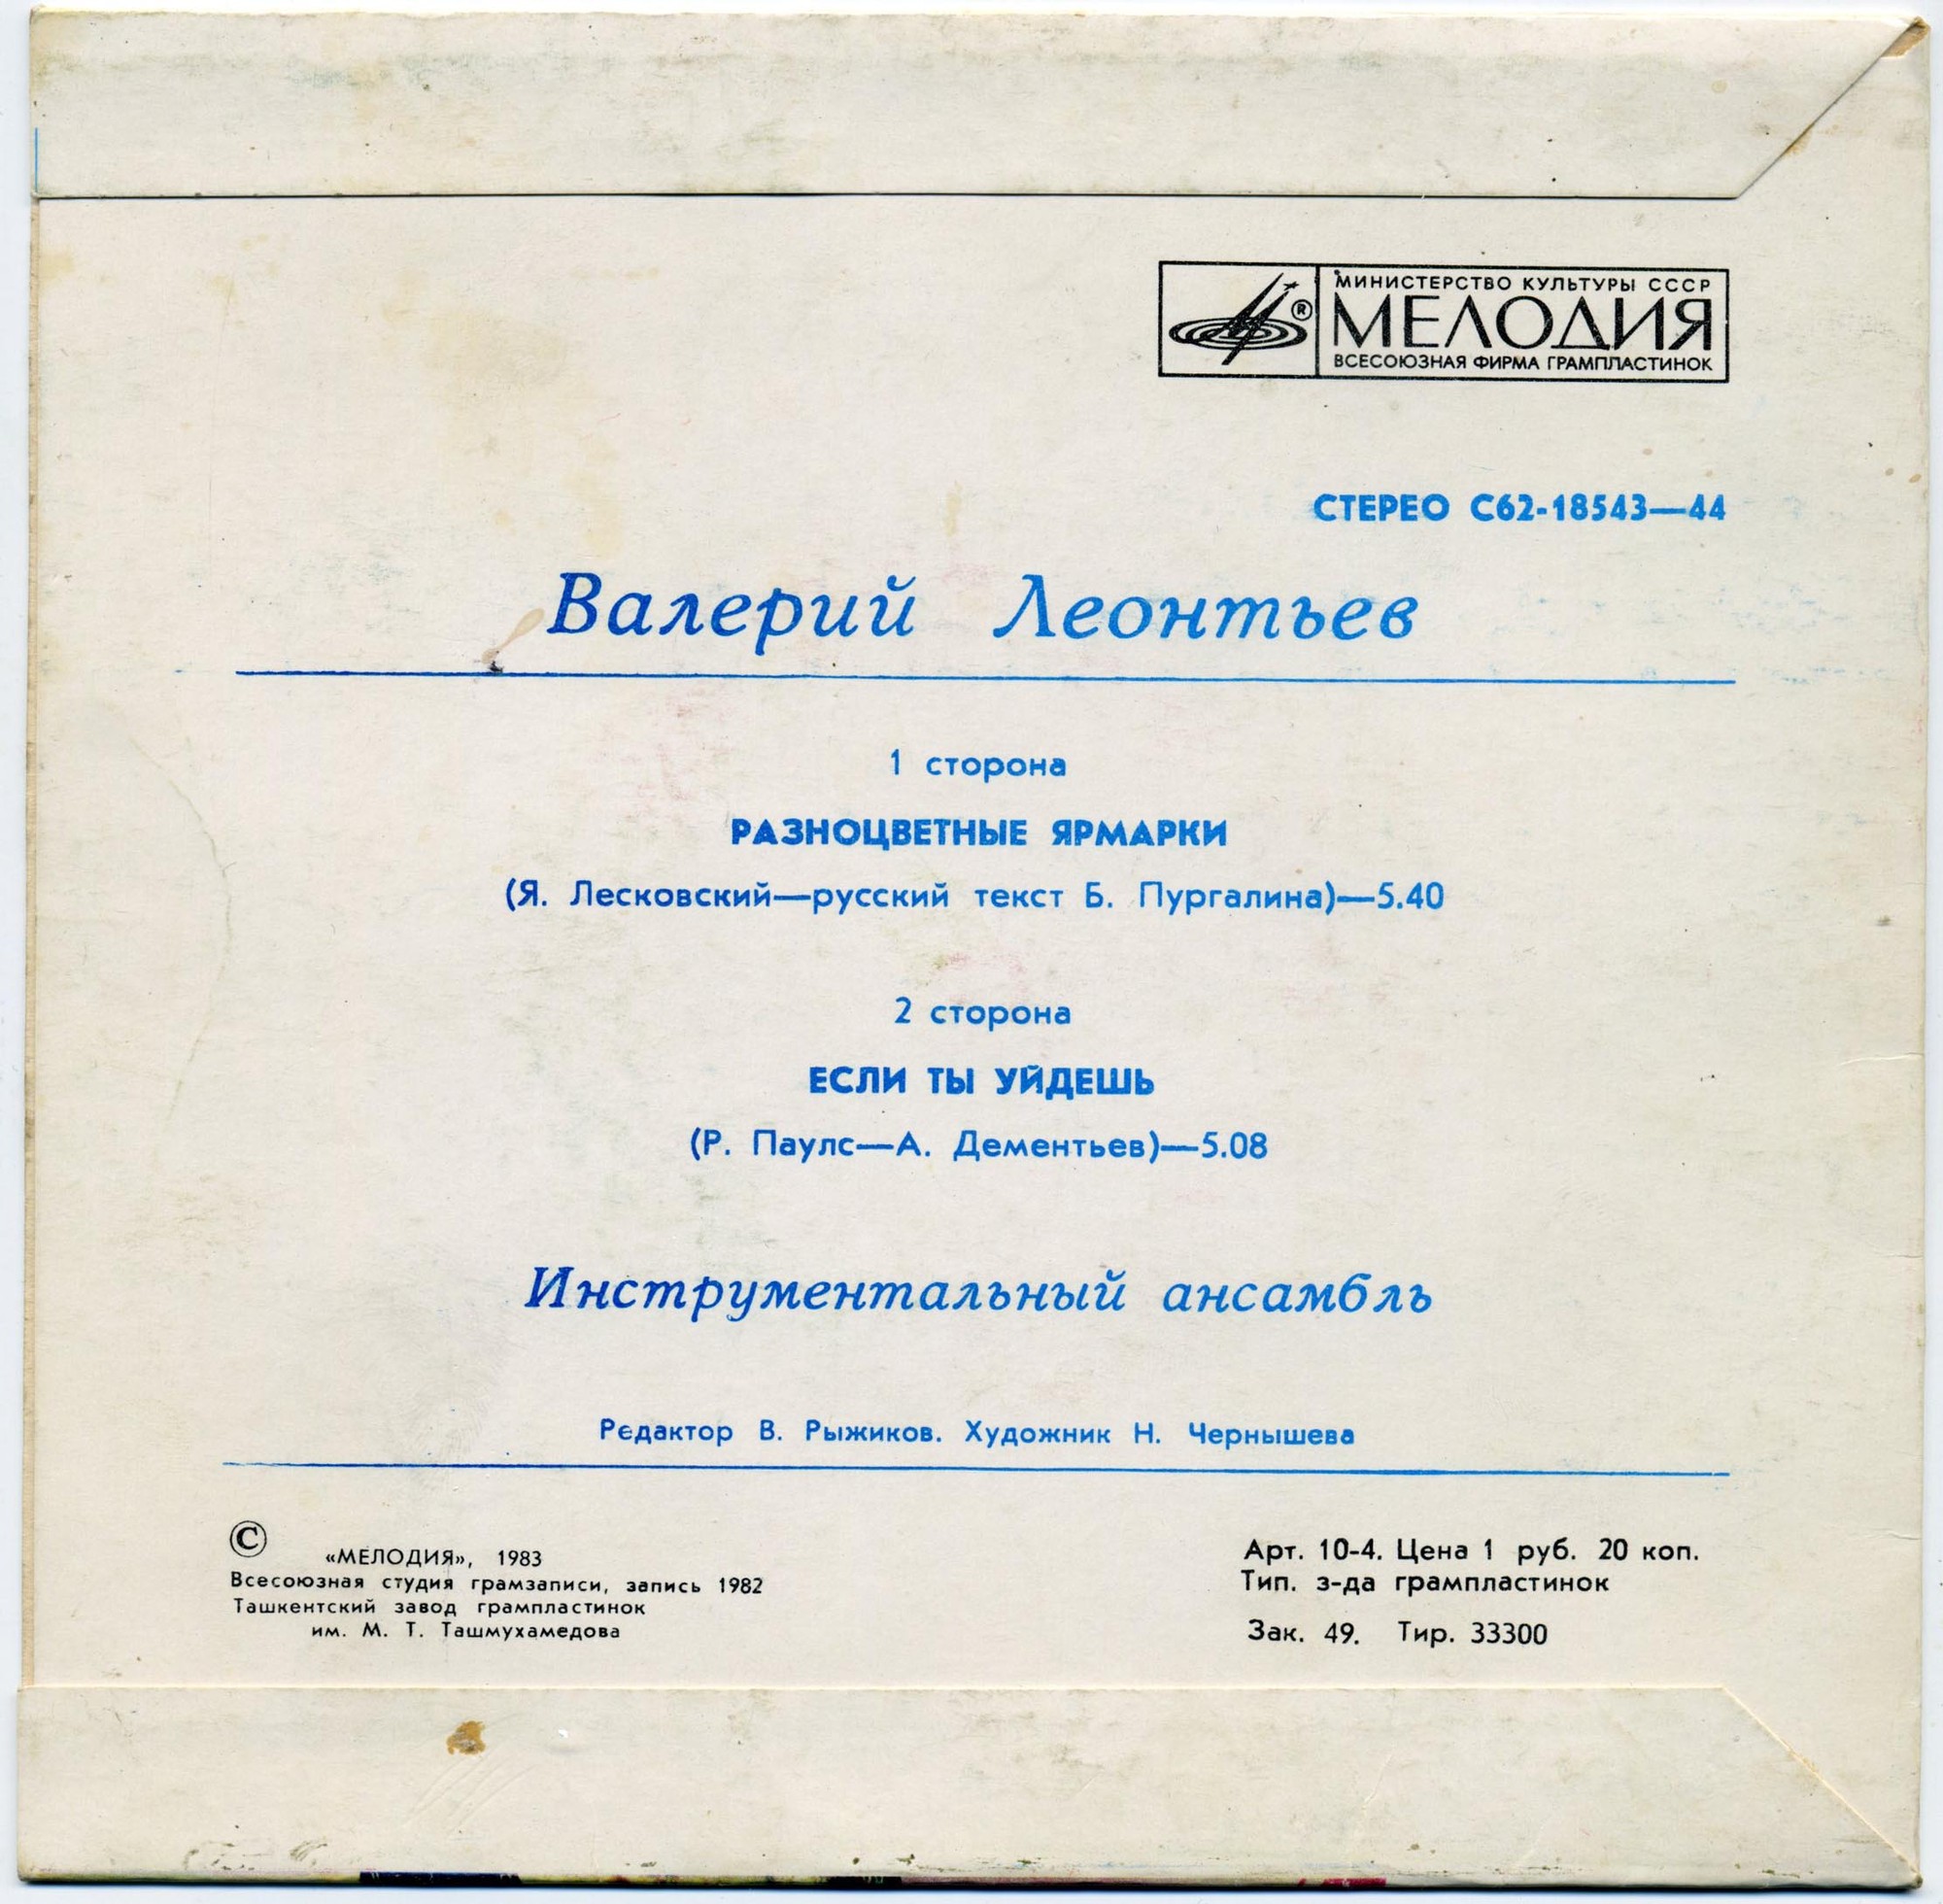 МИНИСТЕРСТВО КУЛЬТУРЫ СССР
® МЕЛОДИЯ
ВСЕСОЮЗНАЯ ФИРМА ГРАМПЛАСТИНОК
СТЕРЕО С62-18543—44
Валерий Леонтьев
1 сторона
РАЗНОЦВЕТНЫЕ ЯРМАРКИ
(Я. Лесковский—русский текст Б. Пургалина)—5.40
2 сторона
ЕСЛИ ТЫ УЙДЕШЬ
(Р. Паулс—А. Дементьев)—5.08
Инструментальный ансамбль
Редактор В. Рыжиков. Художник Н. Чернышева
© «МЕЛОДИЯ», 1983
Всесоюзная студия грамзаписи, запись 1982
Ташкентский завод грампластинок
им. М. Т. Ташмухамедова
Арт. 10-4. Цена 1 руб. 20 коп.
Тип. з-да грампластинок
Зак. 49. Тир. 33300